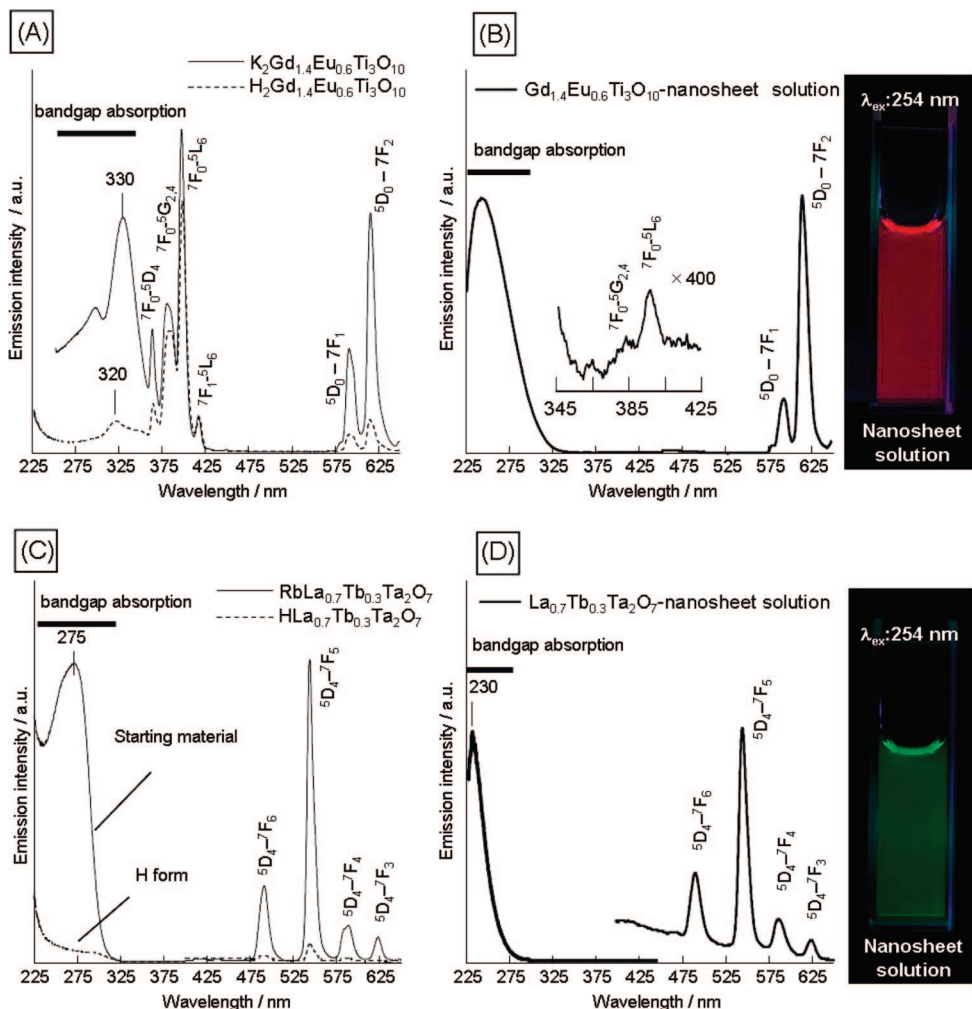 (A)
K₂Gd₁.₄Eu₀.₆Ti₃O₁₀
H₂Gd₁.₄Eu₀.₆Ti₃O₁₀
bandgap absorption
330
320
⁷F₀-⁵D₄
⁷F₀-⁵G₂,₄
⁷F₀-⁵L₆
⁷F₁-⁵L₆
⁵D₀ – 7F₁
⁵D₀ – 7F₂
Emission intensity / a.u.
225 275 325 375 425 475 525 575 625
Wavelength / nm
(B)
Gd₁.₄Eu₀.₆Ti₃O₁₀-nanosheet solution
bandgap absorption
⁷F₀-⁵G₂,₄
⁷F₀-⁵L₆
× 400
345 385 425
⁵D₀ – 7F₁
⁵D₀ – 7F₂
Emission intensity / a.u.
225 275 325 375 425 475 525 575 625
Wavelength / nm
λex:254 nm
Nanosheet
solution
(C)
RbLa₀.₇Tb₀.₃Ta₂O₇
HLa₀.₇Tb₀.₃Ta₂O₇
bandgap absorption
275
Starting material
H form
⁵D₄–⁷F₆
⁵D₄–⁷F₅
⁵D₄–⁷F₄
⁵D₄–⁷F₃
Emission intensity / a.u.
225 275 325 375 425 475 525 575 625
Wavelength / nm
(D)
La₀.₇Tb₀.₃Ta₂O₇-nanosheet solution
bandgap absorption
230
⁵D₄–⁷F₆
⁵D₄–⁷F₅
⁵D₄–⁷F₄
⁵D₄–⁷F₃
Emission intensity / a.u.
225 275 325 375 425 475 525 575 625
Wavelength / nm
λex:254 nm
Nanosheet
solution